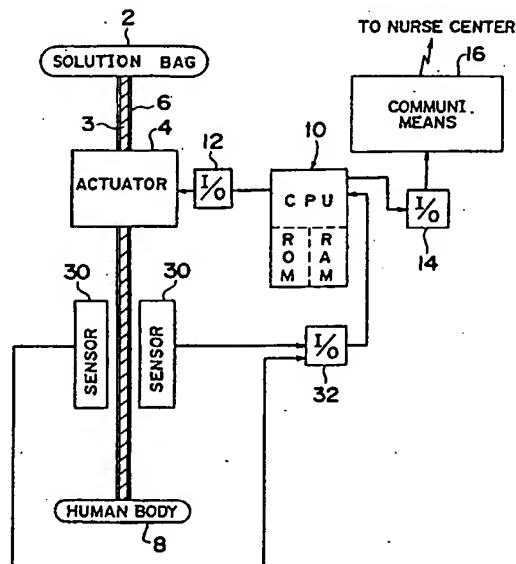 2
SOLUTION BAG
TO NURSE CENTER
16
COMMUNI.
MEANS
6
3
4
ACTUATOR
12
I/O
10
CPU
ROM
RAM
I/O
14
30
SENSOR
30
SENSOR
I/O
32
HUMAN BODY
8